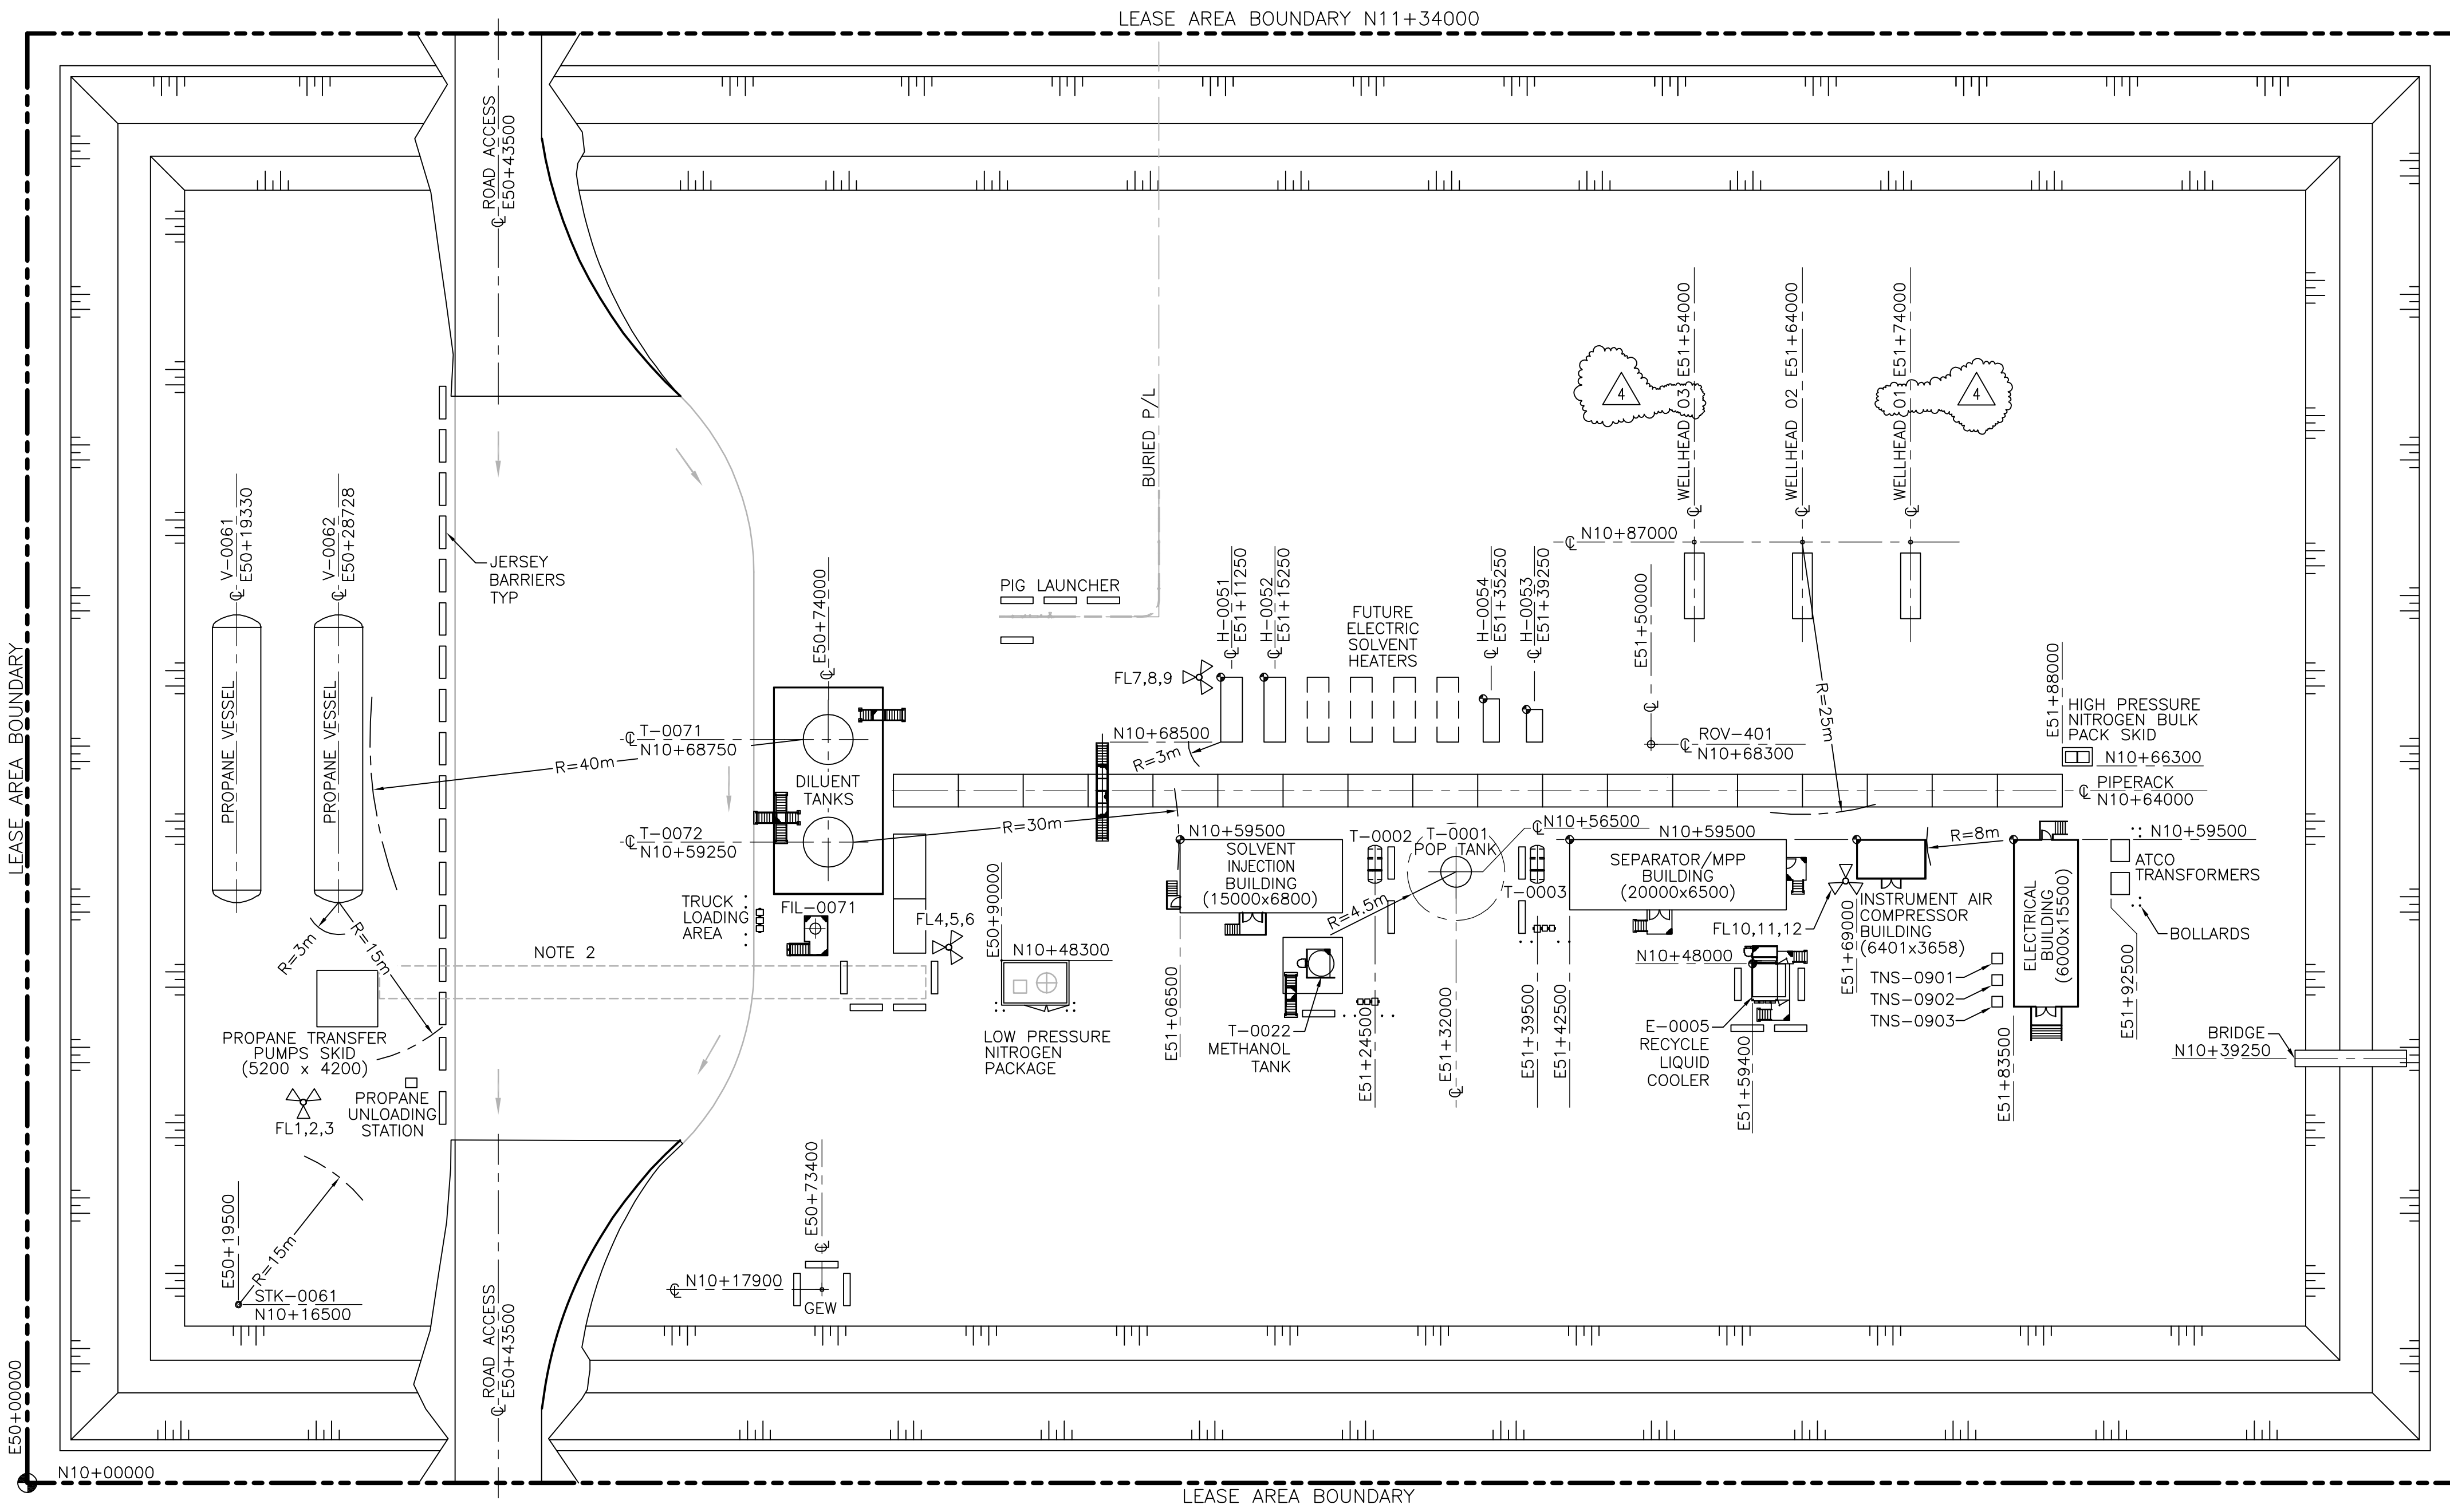 LEASE AREA BOUNDARY N11+34000
ROAD ACCESS
E50+43500
WELLHEAD 03 E51+54000
WELLHEAD 02 E51+64000
WELLHEAD 01 E51+74000
4
4
BURIED P/L
V-0061
E50+19330
V-0062
E50+28728
JERSEY
BARRIERS
TYP
N10+87000
PIG LAUNCHER
E50+74000
H-0051
E51+11250
H-0052
E51+15250
FUTURE
ELECTRIC
SOLVENT
HEATERS
H-0054
E51+35250
H-0053
E51+39250
E51+50000
FL7,8,9
R=25m
E51+88000
HIGH PRESSURE
NITROGEN BULK
PACK SKID
N10+66300
LEASE AREA BOUNDARY
PROPANE VESSEL
PROPANE VESSEL
T-0071
N10+68750
R=40m
N10+68500
R=3m
ROV-401
N10+68300
DILUENT
TANKS
PIPERACK
N10+64000
T-0072
N10+59250
R=30m
N10+59500
SOLVENT
INJECTION
BUILDING
(15000x6800)
T-0002
T-0001
POP TANK
N10+56500
T-0003
R=4.5m
N10+59500
SEPARATOR/MPP
BUILDING
(20000x6500)
R=8m
N10+59500
ATCO
TRANSFORMERS
TRUCK
LOADING
AREA
FIL-0071
FL4,5,6
E50+90000
N10+48300
LOW PRESSURE
NITROGEN
PACKAGE
FL10,11,12
INSTRUMENT AIR
COMPRESSOR
BUILDING
(6401x3658)
ELECTRICAL
BUILDING
(6000x15500)
BOLLARDS
R=3m
R=15m
NOTE 2
N10+48000
E51+69000
TNS-0901
TNS-0902
TNS-0903
E51+92500
PROPANE TRANSFER
PUMPS SKID
(5200 x 4200)
E51+06500
T-0022
METHANOL
TANK
E51+24500
E51+32000
E51+39500
E51+42500
E-0005
RECYCLE
LIQUID
COOLER
E51+59400
E51+83500
BRIDGE
N10+39250
FL1,2,3
PROPANE
UNLOADING
STATION
E50+19500
R=15m
STK-0061
N10+16500
E50+73400
N10+17900
GEW
ROAD ACCESS
E50+43500
E50+00000
N10+00000
LEASE AREA BOUNDARY